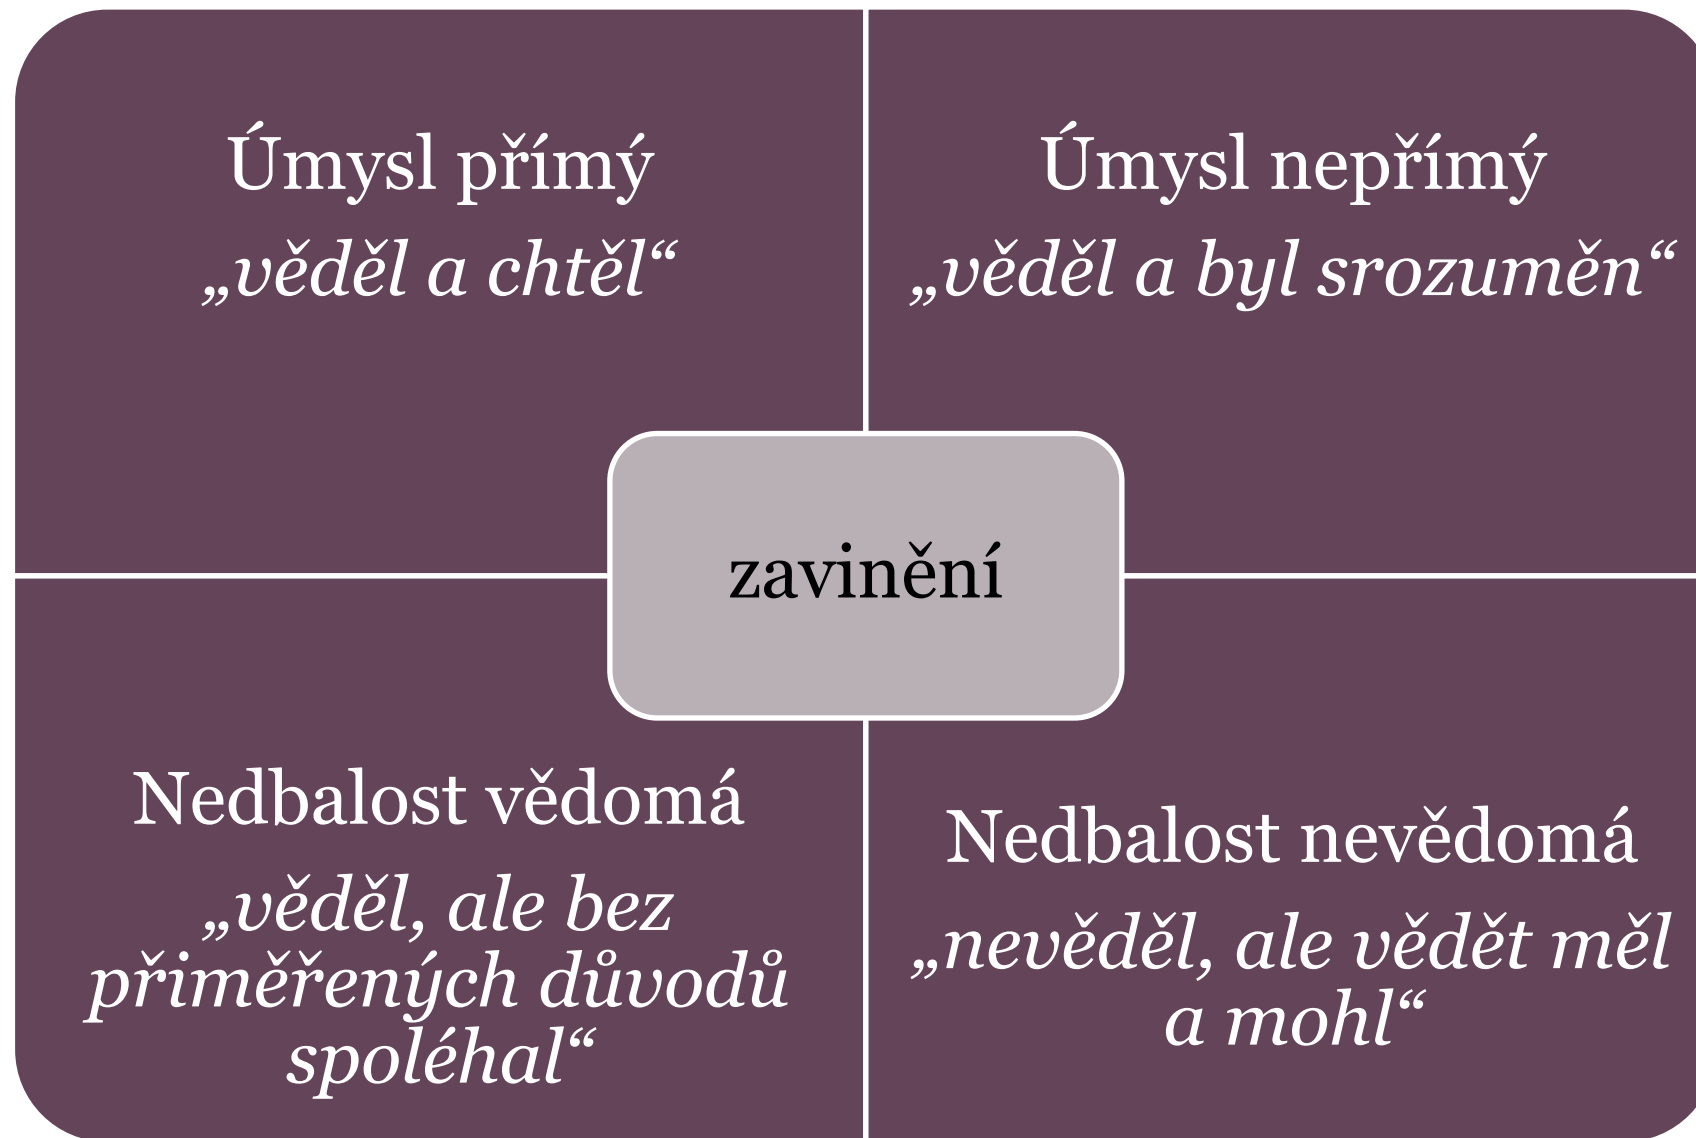 Úmysl přímý
„věděl a chtěl“
Úmysl nepřímý
„věděl a byl srozuměn“
zavinění
Nedbalost vědomá
„věděl, ale bez
přiměřených důvodů
spoléhal“
Nedbalost nevědomá
„nevěděl, ale vědět měl
a mohl“